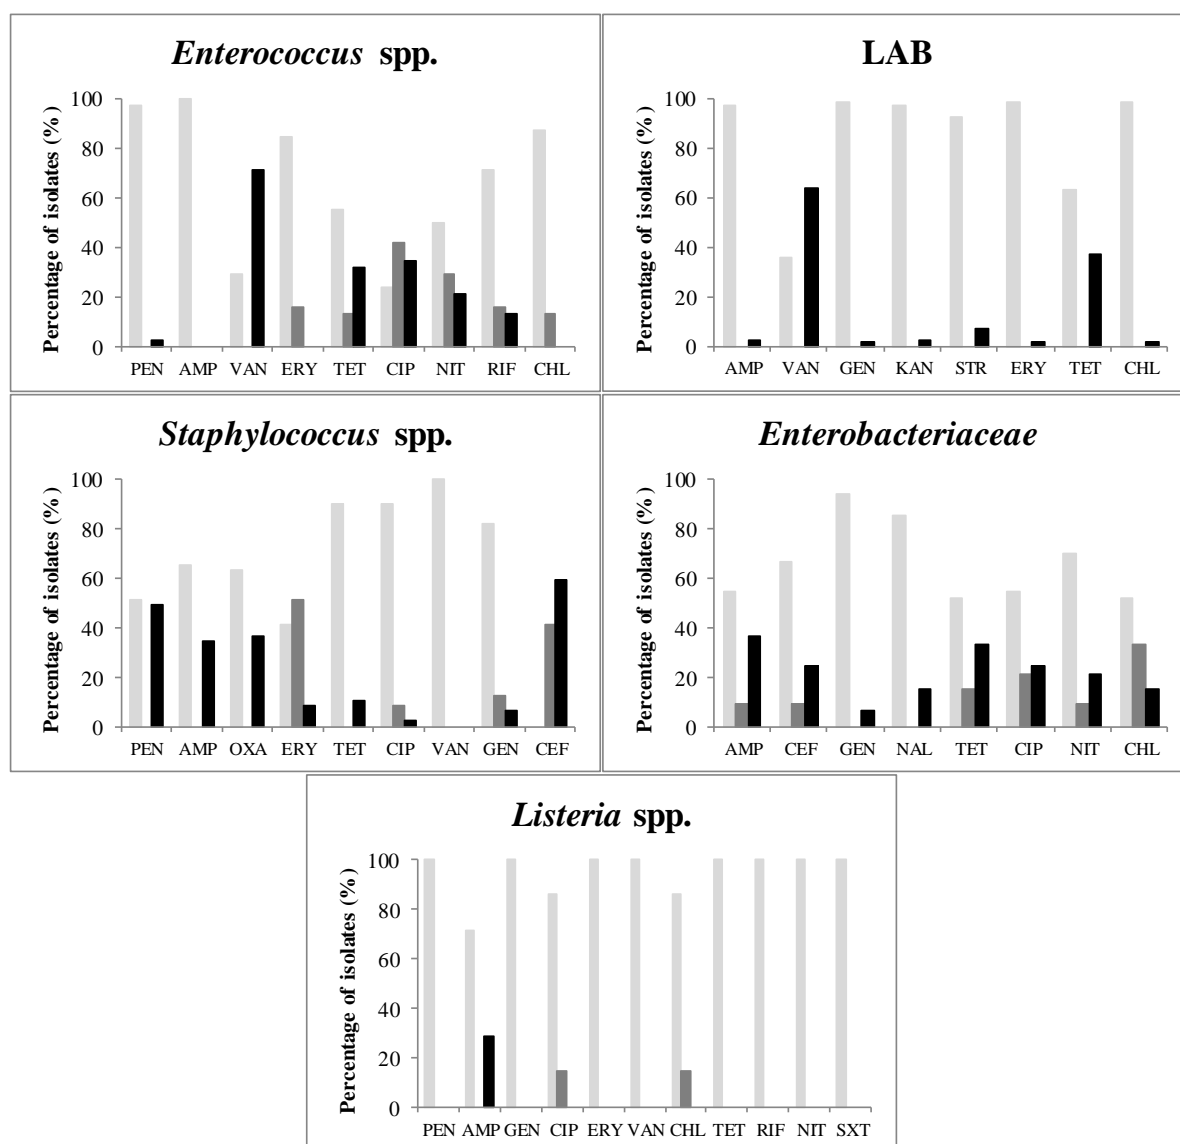 Enterococcus spp.
Percentage of isolates (%)
100
80
60
40
20
0
PEN AMP VAN ERY TET CIP NIT RIF CHL
LAB
Percentage of isolates (%)
100
80
60
40
20
0
AMP VAN GEN KAN STR ERY TET CHL
Staphylococcus spp.
Percentage of isolates (%)
100
80
60
40
20
0
PEN AMP OXA ERY TET CIP VAN GEN CEF
Enterobacteriaceae
Percentage of isolates (%)
100
80
60
40
20
0
AMP CEF GEN NAL TET CIP NIT CHL
Listeria spp.
Percentage of isolates (%)
100
80
60
40
20
0
PEN AMP GEN CIP ERY VAN CHL TET RIF NIT SXT